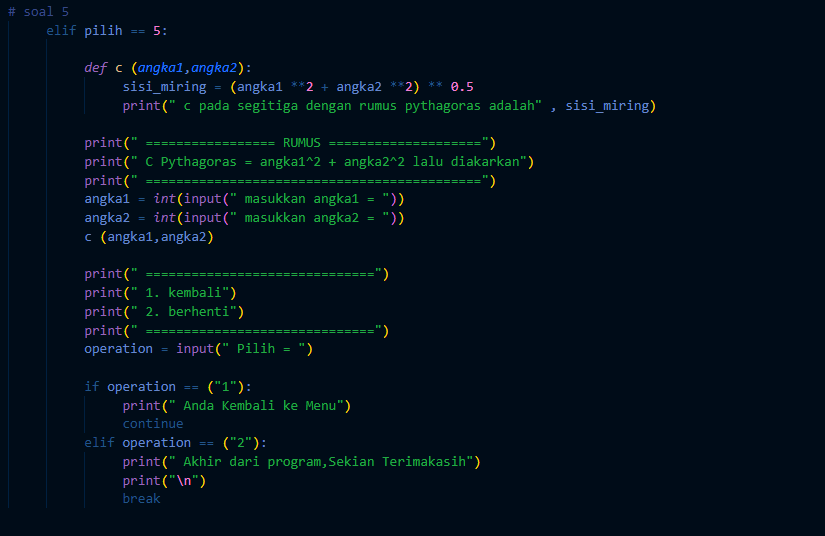 # soal 5
elif pilih == 5:
def c (angka1,angka2):
sisi_miring = (angka1 **2 + angka2 **2) ** 0.5
print(" c pada segitiga dengan rumus pythagoras adalah" , sisi_miring)
print(" ================= RUMUS ====================")
print(" C Pythagoras = angka1^2 + angka2^2 lalu diakarkan")
print(" ============================================")
angka1 = int(input(" masukkan angka1 = "))
angka2 = int(input(" masukkan angka2 = "))
c (angka1,angka2)
print(" ==============================")
print(" 1. kembali")
print(" 2. berhenti")
print(" ==============================")
operation = input(" Pilih = ")
if operation == ("1"):
print(" Anda Kembali ke Menu")
continue
elif operation == ("2"):
print(" Akhir dari program,Sekian Terimakasih")
print("\n")
break